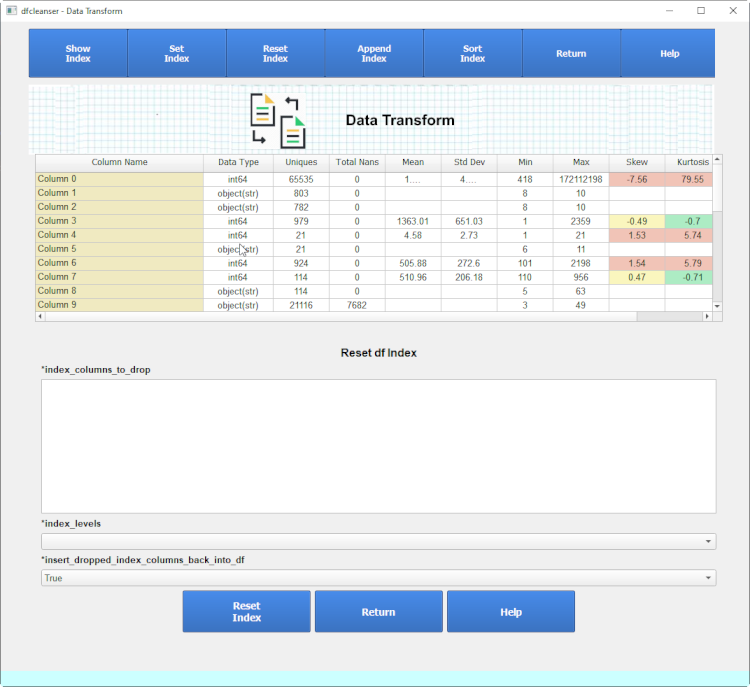 dfcleanser - Data Transform
Show Index Set Index Reset Index Append Index Sort Index Return Help
Data Transform
Column Name Data Type Uniques Total Nans Mean Std Dev Min Max Skew Kurtosis
Column 0 int64 65535 0 1.... 4.... 418 172112198 -7.56 79.55
Column 1 object(str) 803 0 8 10
Column 2 object(str) 782 0 8 10
Column 3 int64 979 0 1363.01 651.03 1 2359 -0.49 -0.7
Column 4 int64 21 0 4.58 2.73 1 21 1.53 5.74
Column 5 object(str) 21 0 6 11
Column 6 int64 924 0 505.88 272.6 101 2198 1.54 5.79
Column 7 int64 114 0 510.96 206.18 110 956 0.47 -0.71
Column 8 object(str) 114 0 5 63
Column 9 object(str) 21116 7682 3 49
Reset df Index
*index_columns_to_drop
*index_levels
*insert_dropped_index_columns_back_into_df
True
Reset Index Return Help